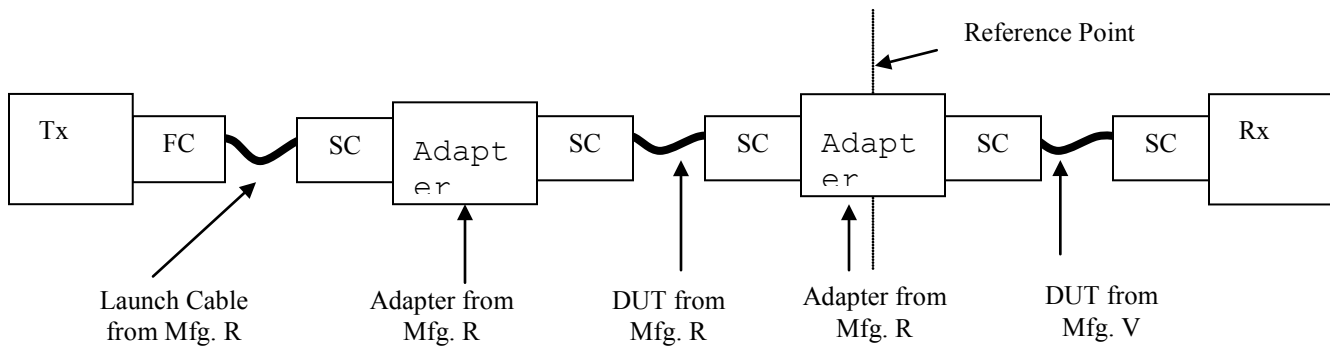 Reference Point
Tx
FC
SC
Adapt
er
SC
SC
Adapt
er
SC
SC
Rx
Launch Cable
from Mfg. R
Adapter from
Mfg. R
DUT from
Mfg. R
Adapter from
Mfg. R
DUT from
Mfg. V